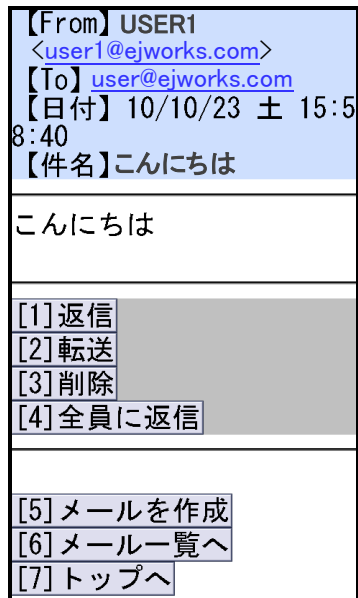 【From】USER1
<user1@ejworks.com>
【To】user@ejworks.com
【日付】10/10/23 土 15:5
8:40
【件名】こんにちは
こんにちは
[1]返信
[2]転送
[3]削除
[4]全員に返信
[5]メールを作成
[6]メール一覧へ
[7]トップへ